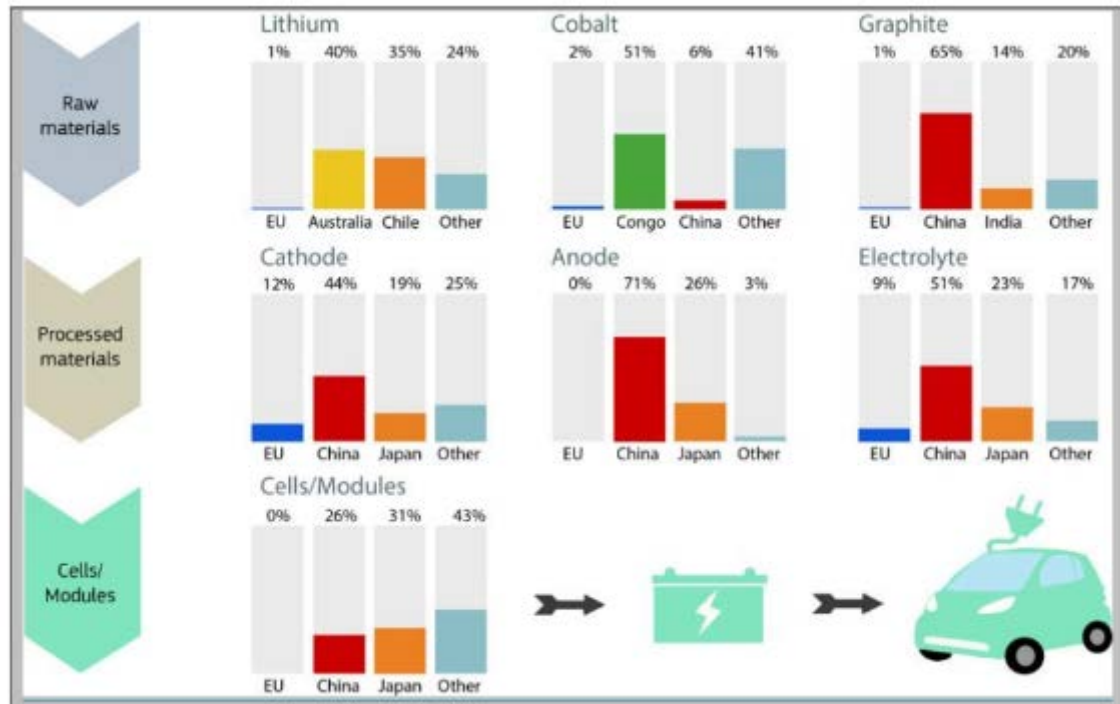 Raw
materials
Lithium
1% 40% 35% 24%
EU Australia Chile Other
Cobalt
2% 51% 6% 41%
EU Congo China Other
Graphite
1% 65% 14% 20%
EU China India Other
Processed
materials
Cathode
12% 44% 19% 25%
EU China Japan Other
Anode
0% 71% 26% 3%
EU China Japan Other
Electrolyte
9% 51% 23% 17%
EU China Japan Other
Cells/
Modules
Cells/Modules
0% 26% 31% 43%
EU China Japan Other